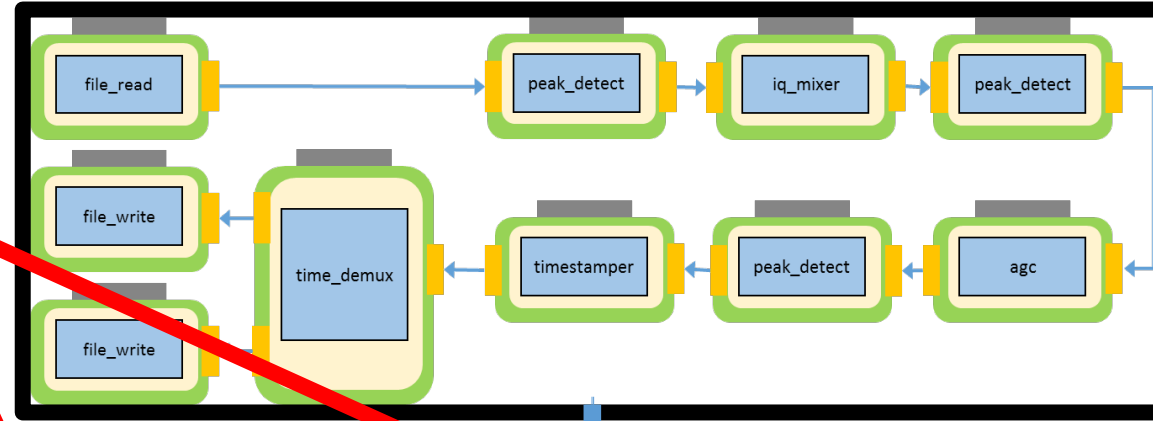 file_read
peak_detect
iq_mixer
peak_detect
file_write
time_demux
timestamper
peak_detect
agc
file_write